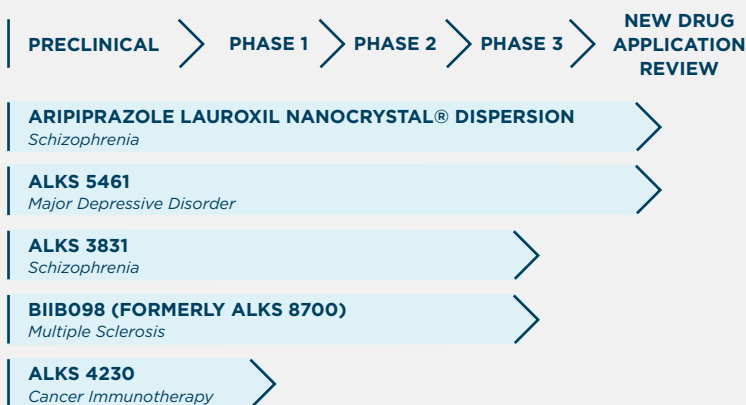 PRECLINICAL PHASE 1 PHASE 2 PHASE 3 NEW DRUG
APPLICATION
REVIEW
ARIPIPRAZOLE LAUROXIL NANOCRYSTAL® DISPERSION
Schizophrenia
ALKS 5461
Major Depressive Disorder
ALKS 3831
Schizophrenia
BIIB098 (FORMERLY ALKS 8700)
Multiple Sclerosis
ALKS 4230
Cancer Immunotherapy